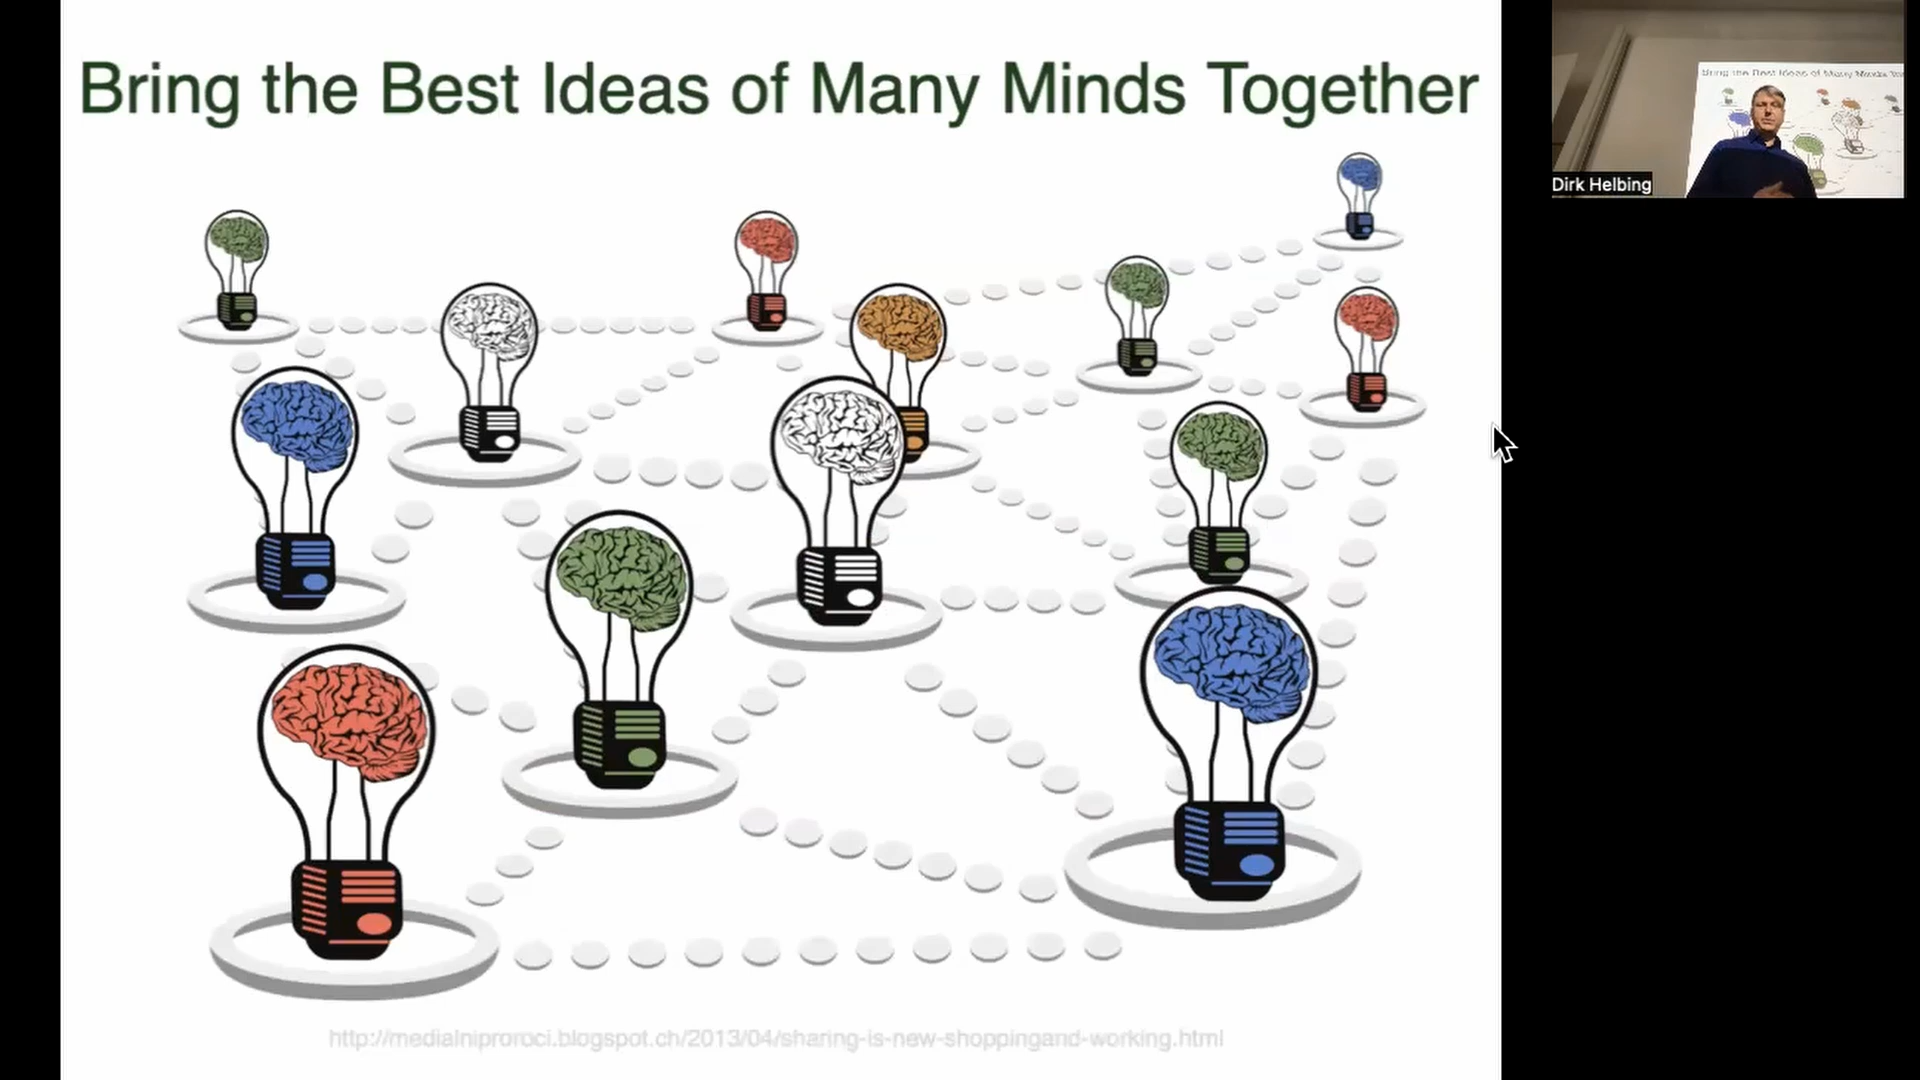 Bring the Best Ideas of Many Minds Together
Dirk Helbing
http://medialniproroci.blogspot.ch/2013/04/sharing-is-new-shoppingand-working.html